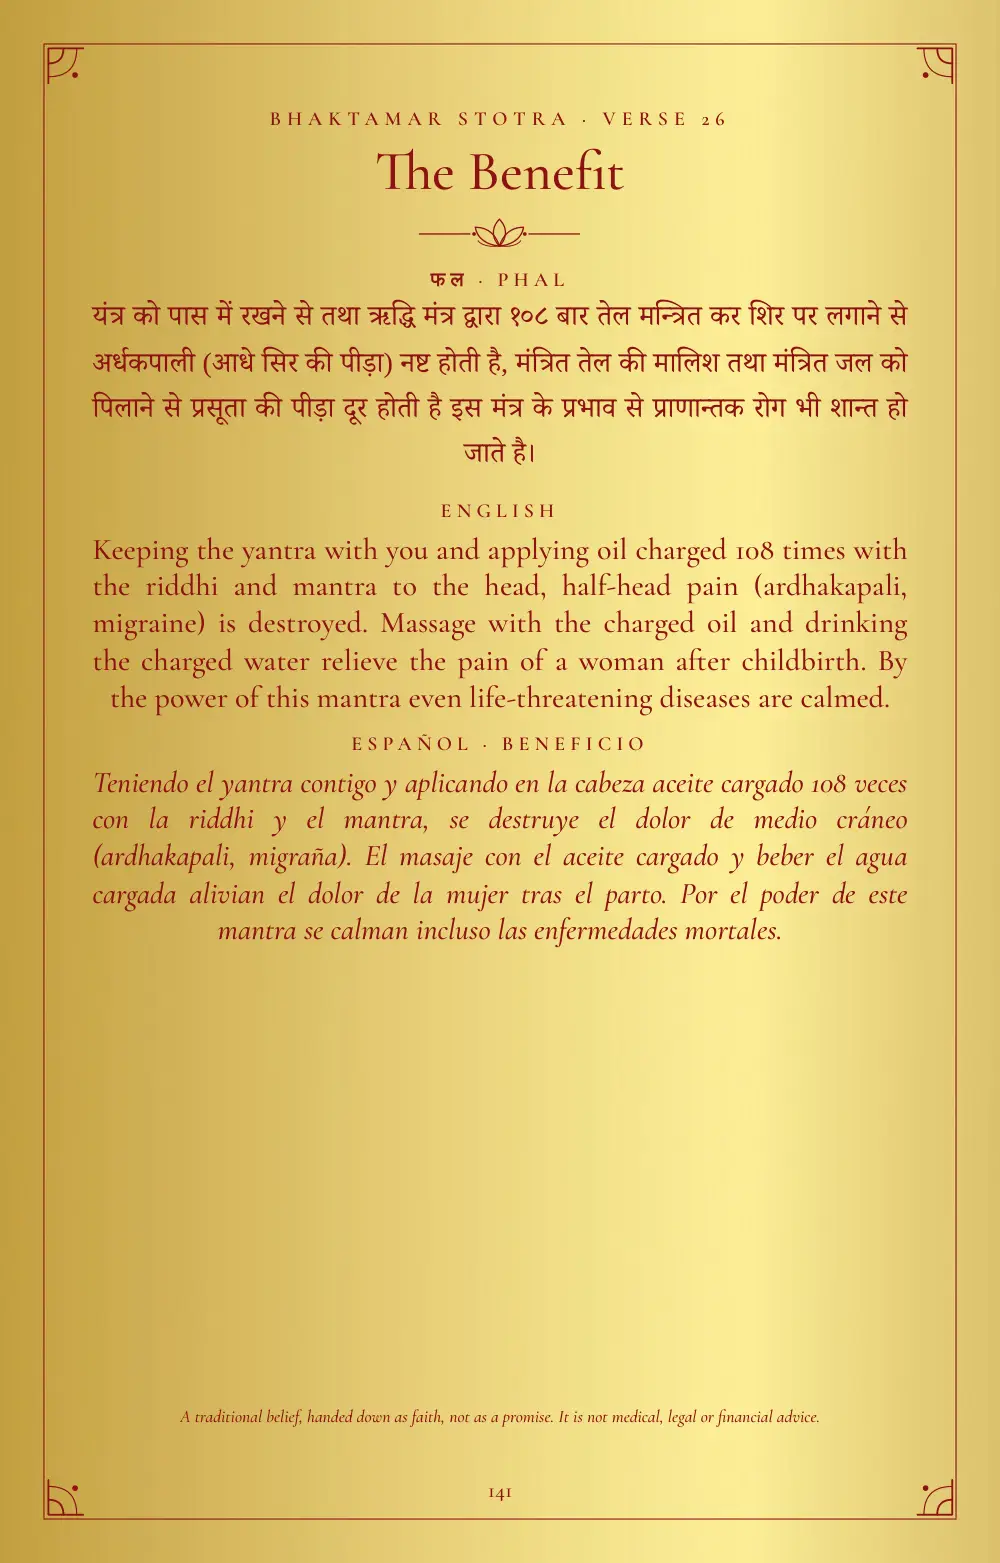 BHAKTAMAR STOTRA · VERSE 26
The Benefit
फल · PHAL
यंत्र को पास में रखने से तथा ऋद्धि मंत्र द्वारा १०८ बार तेल मन्त्रित कर शिर पर लगाने से
अर्धकपाली (आधे सिर की पीड़ा) नष्ट होती है, मंत्रित तेल की मालिश तथा मंत्रित जल को
पिलाने से प्रसूता की पीड़ा दूर होती है इस मंत्र के प्रभाव से प्राणान्तक रोग भी शान्त हो
जाते है।
ENGLISH
Keeping the yantra with you and applying oil charged 108 times with
the riddhi and mantra to the head, half-head pain (ardhakapali,
migraine) is destroyed. Massage with the charged oil and drinking
the charged water relieve the pain of a woman after childbirth. By
the power of this mantra even life-threatening diseases are calmed.
ESPAÑOL · BENEFICIO
Teniendo el yantra contigo y aplicando en la cabeza aceite cargado 108 veces
con la riddhi y el mantra, se destruye el dolor de medio cráneo
(ardhakapali, migraña). El masaje con el aceite cargado y beber el agua
cargada alivian el dolor de la mujer tras el parto. Por el poder de este
mantra se calman incluso las enfermedades mortales.
A traditional belief, handed down as faith, not as a promise. It is not medical, legal or financial advice.
141